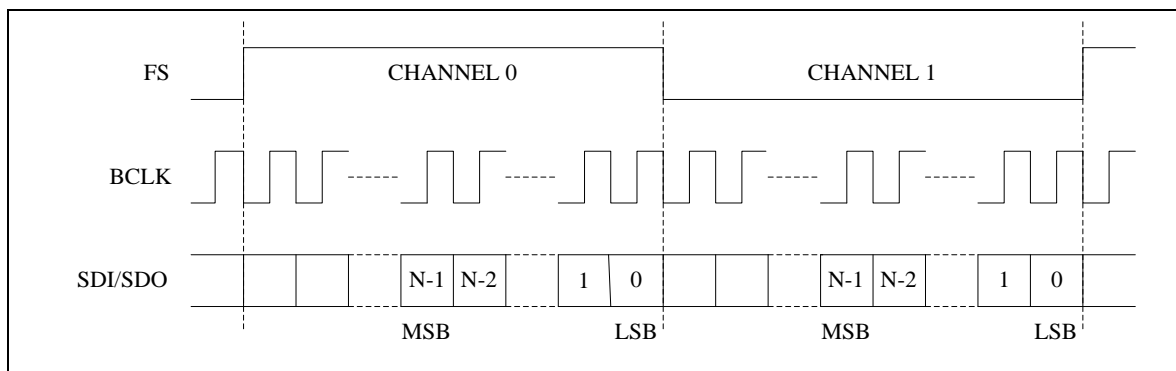 FS CHANNEL 0 CHANNEL 1
BCLK
SDI/SDO N-1 N-2 1 0 N-1 N-2 1 0
MSB LSB MSB LSB